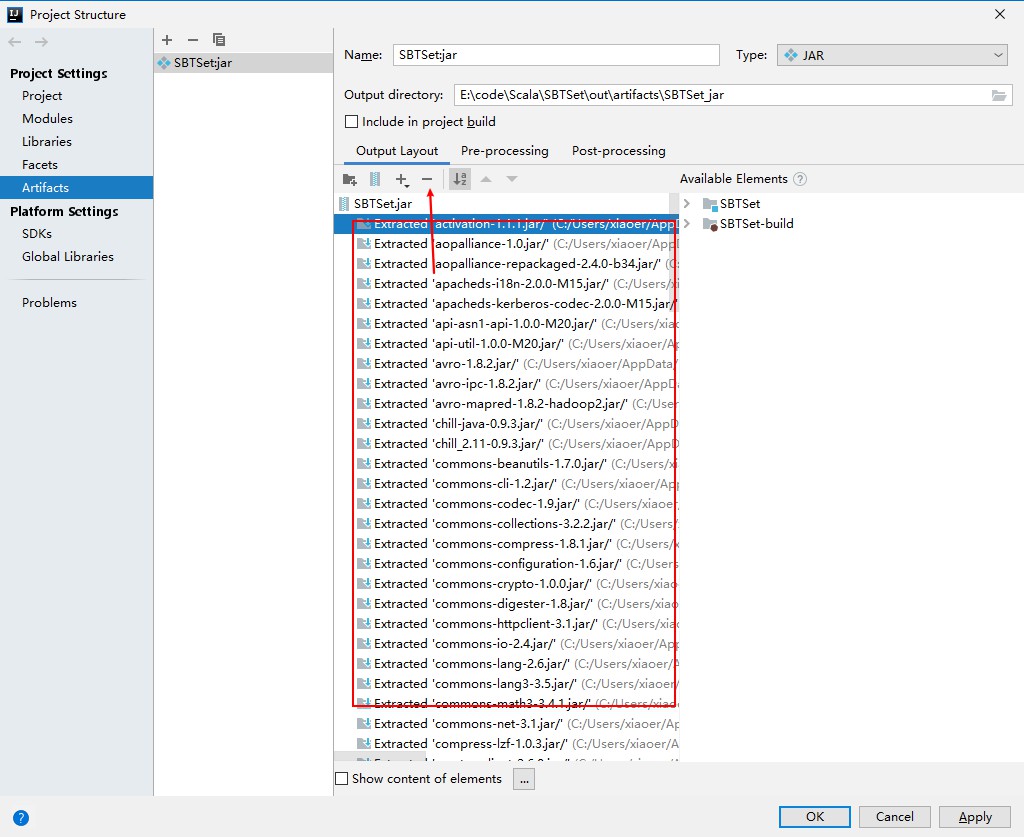 Project Structure
Project Settings
Project
Modules
Libraries
Facets
Artifacts
Platform Settings
SDKs
Global Libraries
Problems
SBTSet:jar
Name: SBTSet:jar Type: JAR
Output directory: E:\code\Scala\SBTSet\out\artifacts\SBTSet_jar
Include in project build
Output Layout Pre-processing Post-processing
Available Elements ?
SBTSet.jar
Extracted 'activation-1.1.1.jar/' (C:/Users/xiaoer/AppD
Extracted 'aopalliance-1.0.jar/' (C:/Users/xiaoer/AppD
Extracted 'aopalliance-repackaged-2.4.0-b34.jar/' (C:
Extracted 'apacheds-i18n-2.0.0-M15.jar/' (C:/Users/x
Extracted 'apacheds-kerberos-codec-2.0.0-M15.jar/'
Extracted 'api-asn1-api-1.0.0-M20.jar/' (C:/Users/xiao
Extracted 'api-util-1.0.0-M20.jar/' (C:/Users/xiaoer/A
Extracted 'avro-1.8.2.jar/' (C:/Users/xiaoer/AppData/
Extracted 'avro-ipc-1.8.2.jar/' (C:/Users/xiaoer/AppD
Extracted 'avro-mapred-1.8.2-hadoop2.jar/' (C:/User
Extracted 'chill-java-0.9.3.jar/' (C:/Users/xiaoer/AppD
Extracted 'chill_2.11-0.9.3.jar/' (C:/Users/xiaoer/AppD
Extracted 'commons-beanutils-1.7.0.jar/' (C:/Users/xi
Extracted 'commons-cli-1.2.jar/' (C:/Users/xiaoer/App
Extracted 'commons-codec-1.9.jar/' (C:/Users/xiaoer/
Extracted 'commons-collections-3.2.2.jar/' (C:/Users/
Extracted 'commons-compress-1.8.1.jar/' (C:/Users/x
Extracted 'commons-configuration-1.6.jar/' (C:/Users
Extracted 'commons-crypto-1.0.0.jar/' (C:/Users/xiao
Extracted 'commons-digester-1.8.jar/' (C:/Users/xiao
Extracted 'commons-httpclient-3.1.jar/' (C:/Users/xiao
Extracted 'commons-io-2.4.jar/' (C:/Users/xiaoer/App
Extracted 'commons-lang-2.6.jar/' (C:/Users/xiaoer/A
Extracted 'commons-lang3-3.5.jar/' (C:/Users/xiaoer/
Extracted 'commons-math3-3.4.1.jar/' (C:/Users/xiaoe
Extracted 'commons-net-3.1.jar/' (C:/Users/xiaoer/Ap
Extracted 'compress-lzf-1.0.3.jar/' (C:/Users/xiaoer/A
SBTSet
SBTSet-build
Show content of elements ...
?
OK Cancel Apply